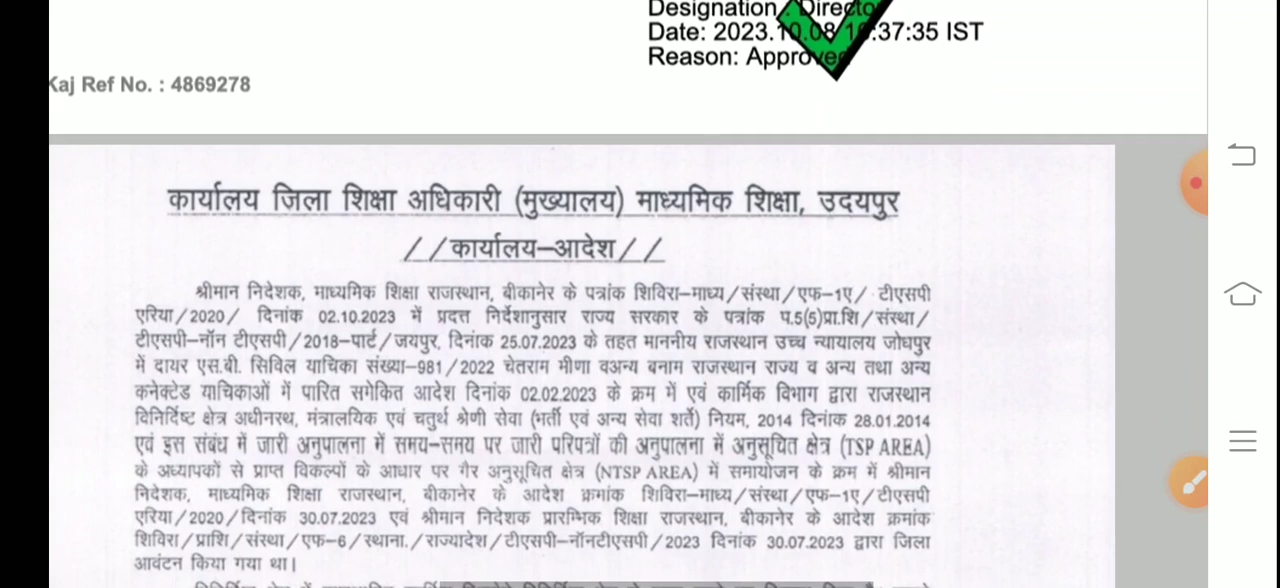 Designation : Director
Date: 2023.10.08 1 :37:35 IST
Reason: Approved
Kaj Ref No. : 4869278
कार्यालय जिला शिक्षा अधिकारी (मुख्यालय) माध्यमिक शिक्षा, उदयपुर
//कार्यालय–आदेश//
श्रीमान निदेशक, माध्यमिक शिक्षा राजस्थान, बीकानेर के पत्रांक शिविरा–माध्य/संस्था/एफ–1ए/ टीएसपी
एरिया/2020/ दिनांक 02.10.2023 में प्रदत्त निर्देशानुसार राज्य सरकार के पत्रांक प.5(5)प्रा.शि/संस्था/
टीएसपी–नॉन टीएसपी/2018–पार्ट/जयपुर, दिनांक 25.07.2023 के तहत माननीय राजस्थान उच्च न्यायालय जोधपुर
में दायर एस.बी. सिविल याचिका संख्या–981/2022 चेतराम मीणा वअन्य बनाम राजस्थान राज्य व अन्य तथा अन्य
कनेक्टेड याचिकाओं में पारित समेकित आदेश दिनांक 02.02.2023 के क्रम में एवं कार्मिक विभाग द्वारा राजस्थान
विनिर्दिष्ट क्षेत्र अधीनस्थ, मंत्रालयिक एवं चतुर्थ श्रेणी सेवा (भर्ती एवं अन्य सेवा शर्ते) नियम, 2014 दिनांक 28.01.2014
एवं इस संबंध में जारी अनुपालना में समय–समय पर जारी परिपत्रों की अनुपालना में अनुसूचित क्षेत्र (TSP AREA)
के अध्यापकों से प्राप्त विकल्पों के आधार पर गैर अनुसूचित क्षेत्र (NTSP AREA) में समायोजन के क्रम में श्रीमान
निदेशक, माध्यमिक शिक्षा राजस्थान, बीकानेर के आदेश क्रमांक शिविरा–माध्य/संस्था/एफ–1ए/टीएसपी
एरिया/2020/दिनांक 30.07.2023 एवं श्रीमान निदेशक प्रारम्भिक शिक्षा राजस्थान, बीकानेर के आदेश क्रमांक
शिविरा/प्राशि/संस्था/एफ–6/स्थाना./राज्यादेश/टीएसपी–नॉनटीएसपी/2023 दिनांक 30.07.2023 द्वारा जिला
आवंटन किया गया था।